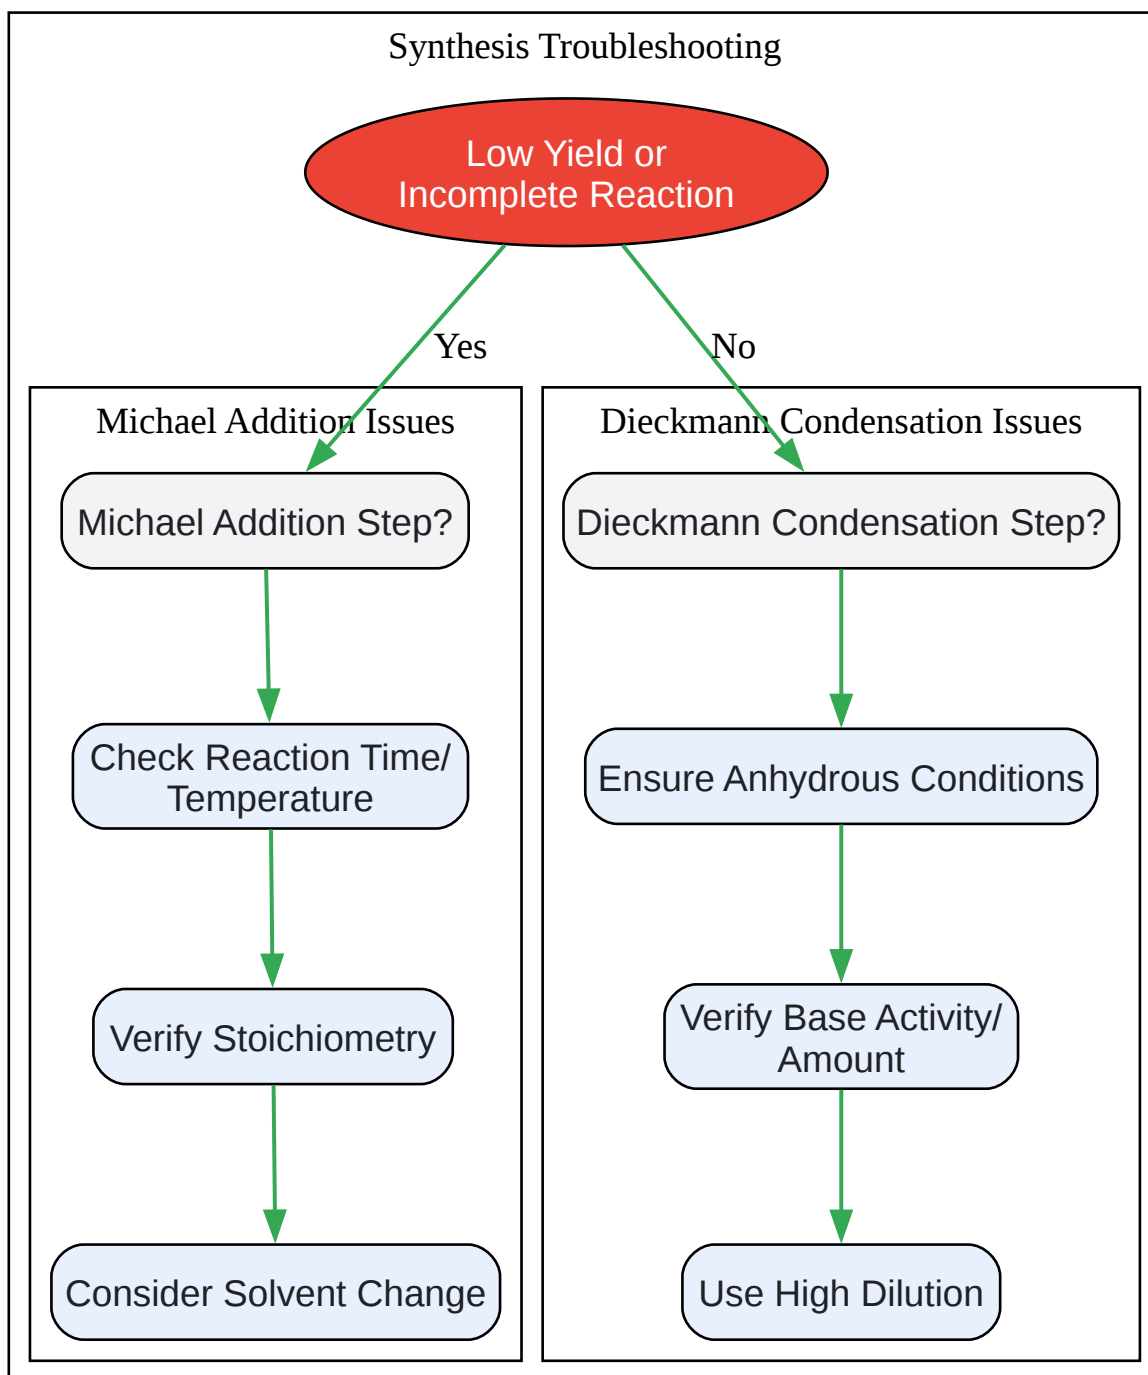 Synthesis Troubleshooting
Low Yield or
Incomplete Reaction
Yes
No
Michael Addition Issues
Dieckmann Condensation Issues
Michael Addition Step?
Dieckmann Condensation Step?
Check Reaction Time/
Temperature
Ensure Anhydrous Conditions
Verify Stoichiometry
Verify Base Activity/
Amount
Consider Solvent Change
Use High Dilution